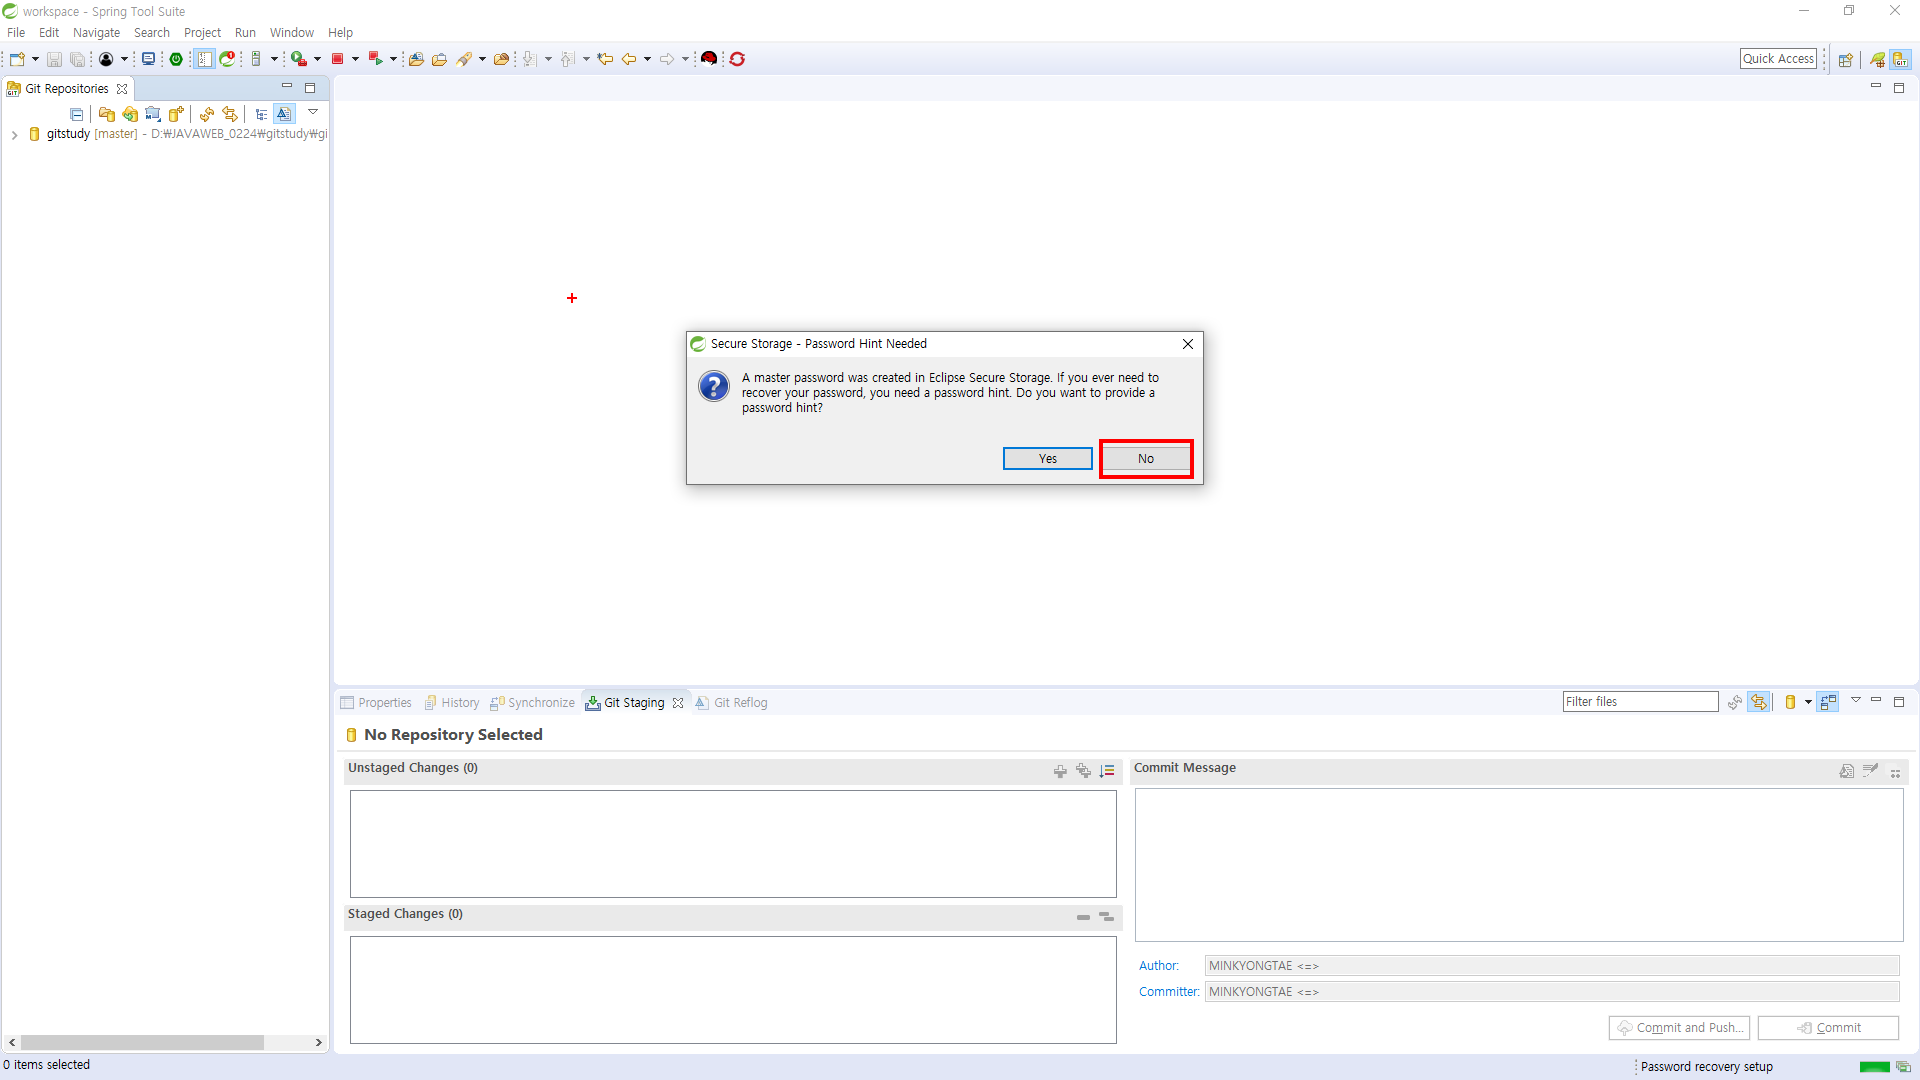 workspace - Spring Tool Suite
File Edit Navigate Search Project Run Window Help
Quick Access
Git Repositories
gitstudy [master] - D:₩JAVAWEB_0224₩gitstudy₩gi
Secure Storage - Password Hint Needed
A master password was created in Eclipse Secure Storage. If you ever need to
recover your password, you need a password hint. Do you want to provide a
password hint?
Yes No
Properties History Synchronize Git Staging Git Reflog
Filter files
No Repository Selected
Unstaged Changes (0)
Commit Message
Staged Changes (0)
Author: MINKYONGTAE <=>
Committer: MINKYONGTAE <=>
Commit and Push... Commit
0 items selected
Password recovery setup